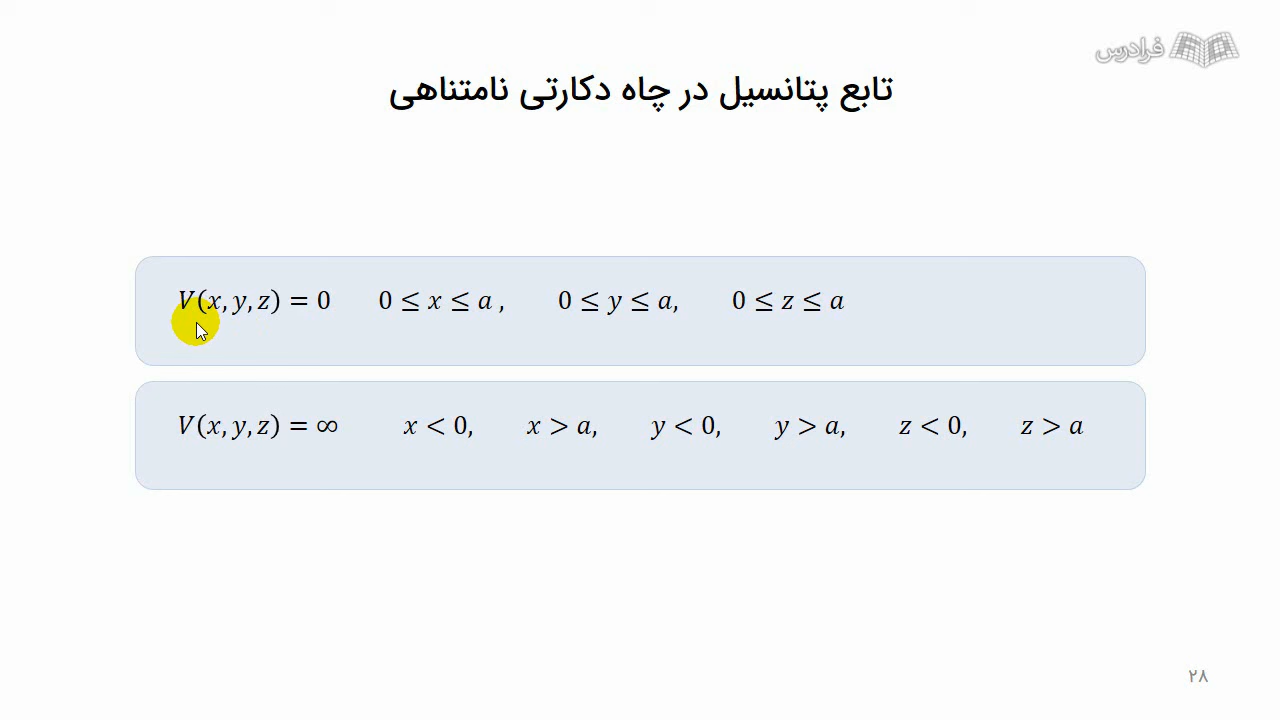 فرادرس
تابع پتانسیل در چاه دکارتی نامتناهی
V(x, y, z) = 0 0 ≤ x ≤ a , 0 ≤ y ≤ a, 0 ≤ z ≤ a
V(x, y, z) = ∞ x < 0, x > a, y < 0, y > a, z < 0, z > a
۲۸